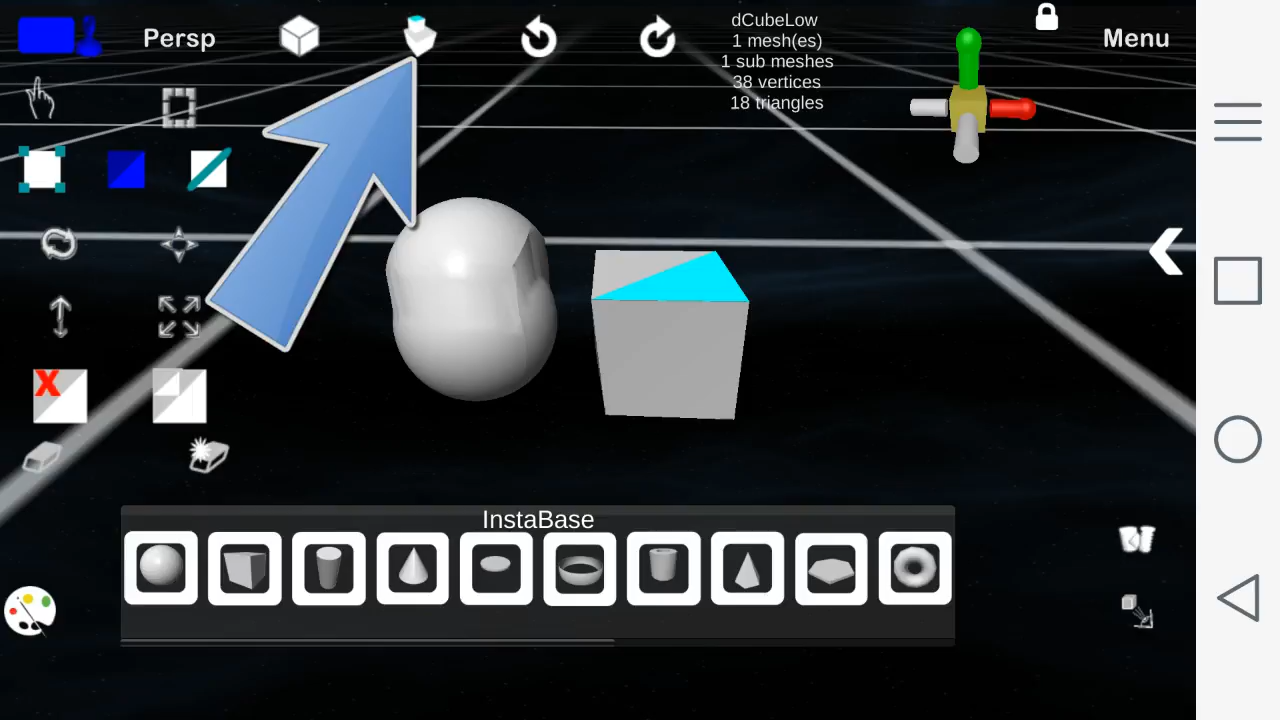 Persp
dCubeLow
1 mesh(es)
1 sub meshes
38 vertices
18 triangles
Menu
X
InstaBase